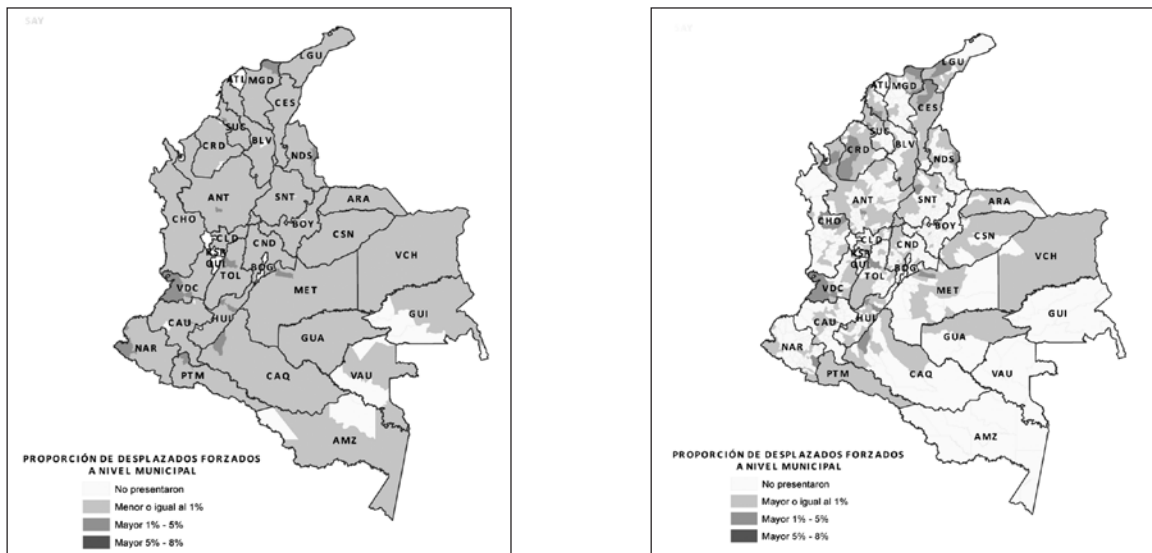 SAY
LGU
ATL
MGD
CES
SUC
CRD
BLV
NDS
ANT
SNT
ARA
CHO
BOY
CLD
CSN
CND
VCH
QUI
BOG
TOL
VDC
MET
GUI
CAU
HUI
NAR
GUA
VAU
PTM
CAQ
AMZ
PROPORCIÓN DE DESPLAZADOS FORZADOS
A NIVEL MUNICIPAL
No presentaron
Menor o igual al 1%
Mayor 1% - 5%
Mayor 5% - 8%
LGU
ATL
MGD
CES
SUC
CRD
BLV
NDS
ANT
SNT
ARA
CHO
BOY
CLD
CSN
CND
VCH
QUI
BOG
TOL
VDC
MET
GUI
CAU
HUI
NAR
GUA
VAU
PTM
CAQ
AMZ
PROPORCIÓN DE DESPLAZADOS FORZADOS
A NIVEL MUNICIPAL
No presentaron
Mayor o igual al 1%
Mayor 1% - 5%
Mayor 5% - 8%